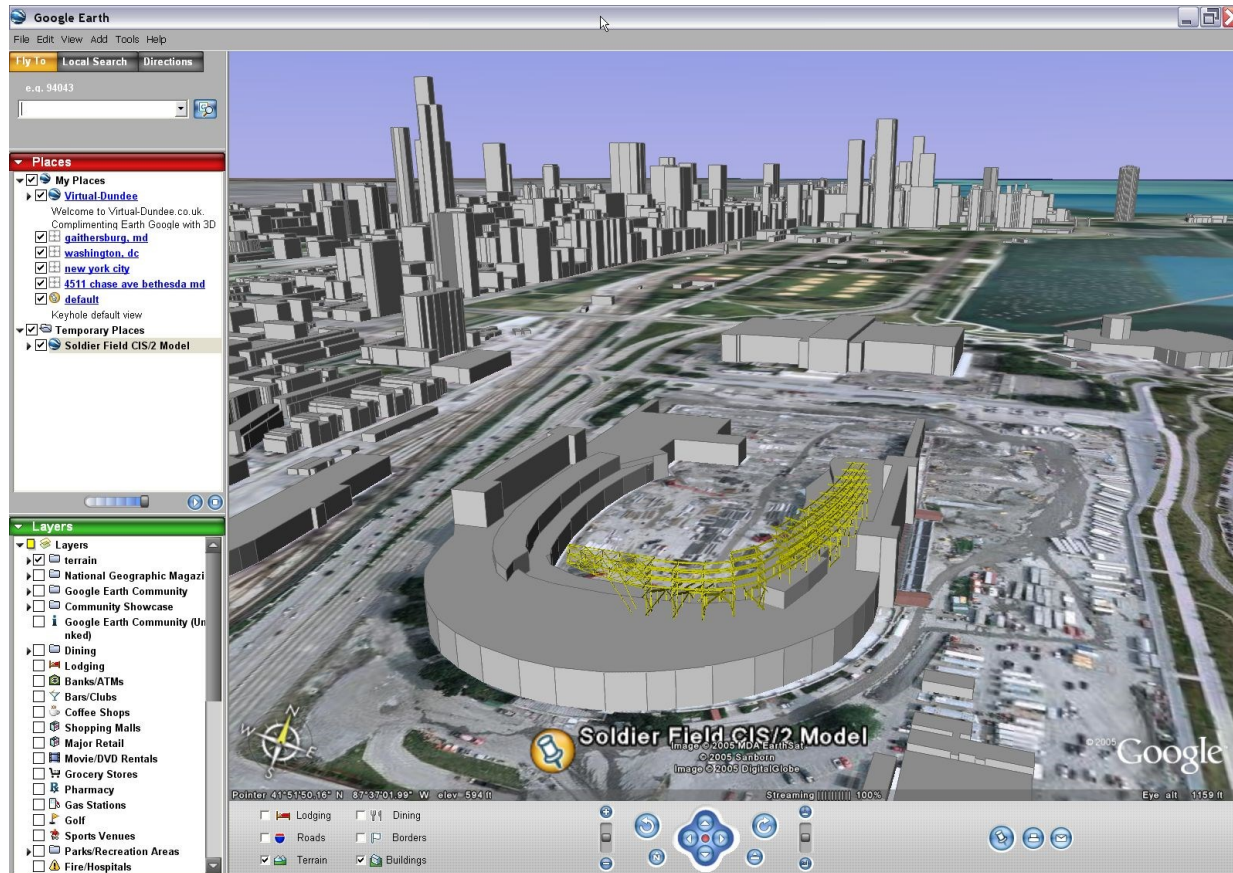 Google Earth
File Edit View Add Tools Help
Fly To Local Search Directions
e.g. 94043
Places
My Places
Virtual-Dundee
Welcome to Virtual-Dundee.co.uk.
Complimenting Earth Google with 3D
gaithersburg, md
washington, dc
new york city
4511 chase ave bethesda md
default
Keyhole default view
Temporary Places
Soldier Field CIS/2 Model
Layers
Layers
terrain
National Geographic Magazi
Google Earth Community
Community Showcase
Google Earth Community (Un
nked)
Dining
Lodging
Banks/ATMs
Bars/Clubs
Coffee Shops
Shopping Malls
Major Retail
Movie/DVD Rentals
Grocery Stores
Pharmacy
Gas Stations
Golf
Sports Venues
Parks/Recreation Areas
Fire/Hospitals
N
W E
S
Soldier Field CIS/2 Model
Image © 2005 MDA EarthSat
© 2005 Sanborn
Image © 2005 DigitalGlobe
© 2005 Google
Pointer 41°51'50.16" N 87°37'01.99" W elev 594 ft Streaming |||||||||| 100% Eye alt 1159 ft
Lodging Dining
Roads Borders
Terrain Buildings
N